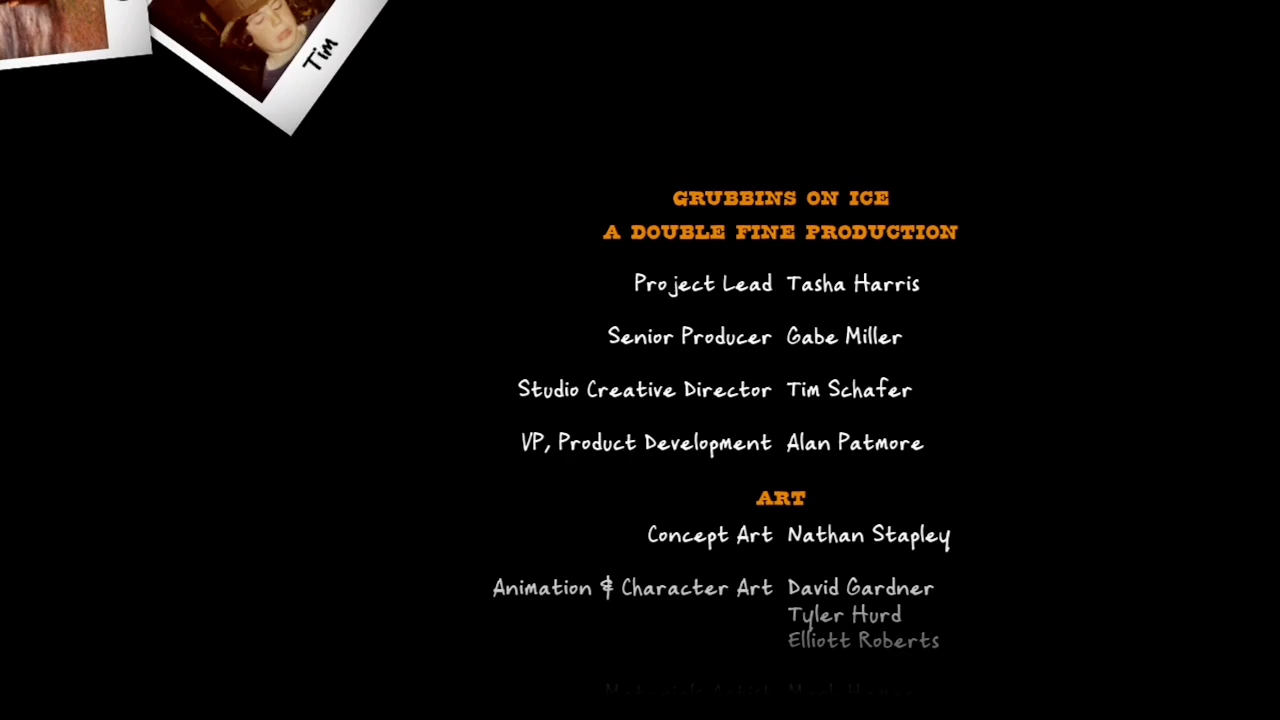 Tim
GRUBBINS ON ICE
A DOUBLE FINE PRODUCTION
Project Lead Tasha Harris
Senior Producer Gabe Miller
Studio Creative Director Tim Schafer
VP, Product Development Alan Patmore
ART
Concept Art Nathan Stapley
Animation & Character Art David Gardner
Tyler Hurd
Elliott Roberts